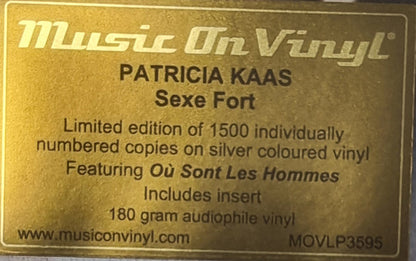 Music On Vinyl®
PATRICIA KAAS
Sexe Fort
Limited edition of 1500 individually
numbered copies on silver coloured vinyl
Featuring Où Sont Les Hommes
Includes insert
180 gram audiophile vinyl
www.musiconvinyl.com MOVLP3595